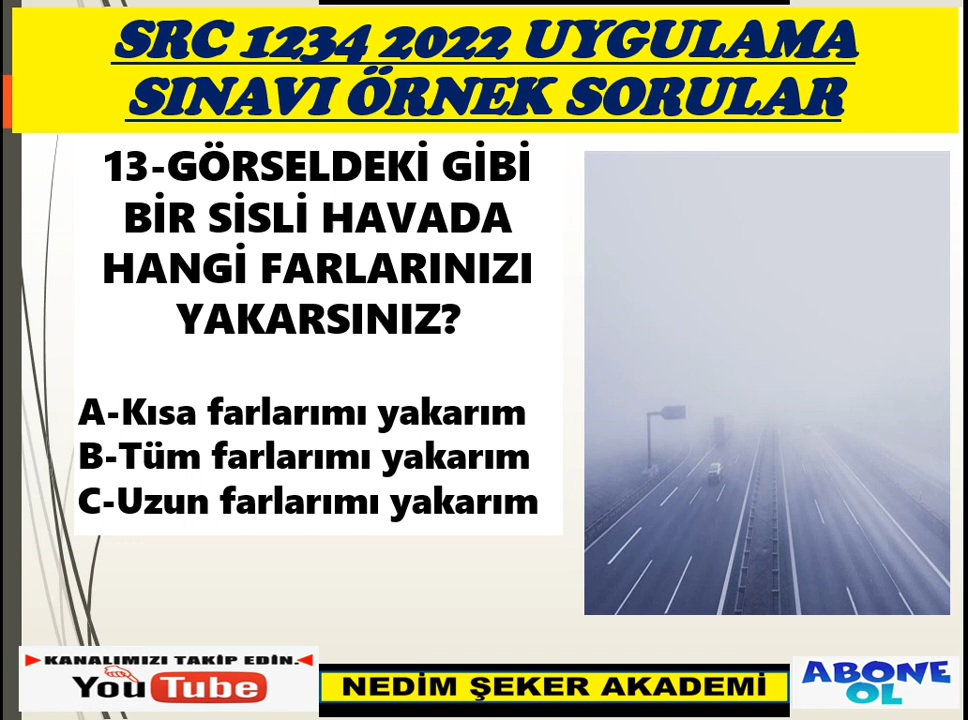 SRC 1234 2022 UYGULAMA
SINAVI ÖRNEK SORULAR
13-GÖRSELDEKİ GİBİ
BİR SİSLİ HAVADA
HANGİ FARLARINIZI
YAKARSINIZ?
A-Kısa farlarımı yakarım
B-Tüm farlarımı yakarım
C-Uzun farlarımı yakarım
KANALIMIZI TAKİP EDİN.
YouTube
NEDİM ŞEKER AKADEMİ
ABONE
OL